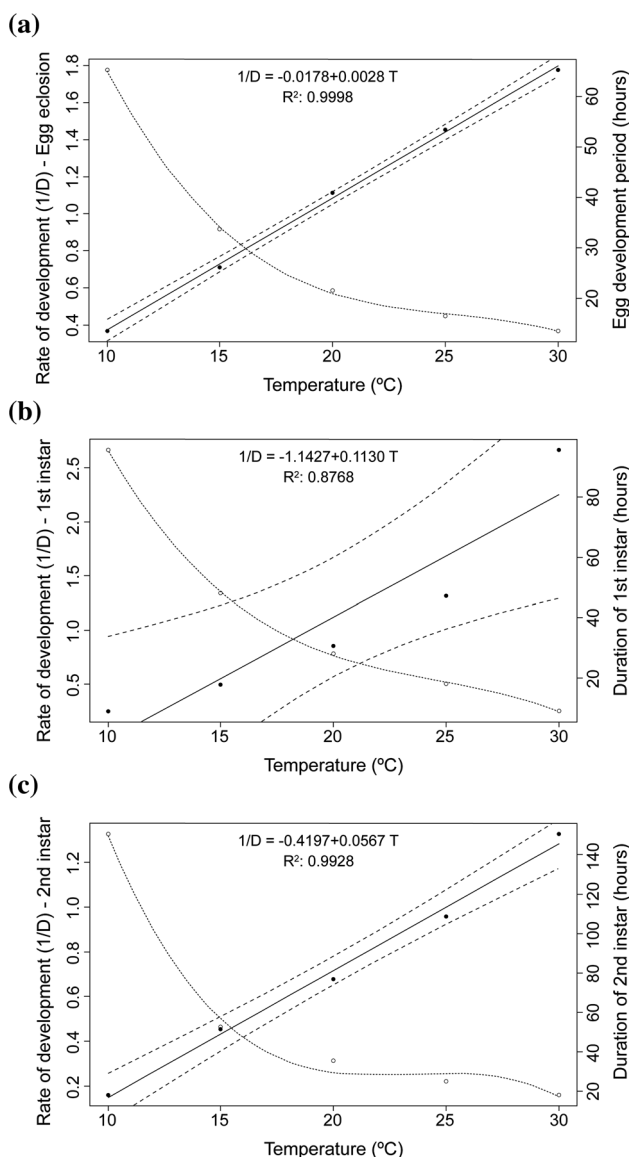 (a)
1/D = -0.0178+0.0028 T
R²: 0.9998
Rate of development (1/D) - Egg eclosion
0.4 0.6 0.8 1.0 1.2 1.4 1.6 1.8
Egg development period (hours)
20 30 40 50 60
10 15 20 25 30
Temperature (ºC)
(b)
1/D = -1.1427+0.1130 T
R²: 0.8768
Rate of development (1/D) - 1st instar
0.5 1.0 1.5 2.0 2.5
Duration of 1st instar (hours)
20 40 60 80
10 15 20 25 30
Temperature (ºC)
(c)
1/D = -0.4197+0.0567 T
R²: 0.9928
Rate of development (1/D) - 2nd instar
0.2 0.4 0.6 0.8 1.0 1.2
Duration of 2nd instar (hours)
20 40 60 80 100 120 140
10 15 20 25 30
Temperature (ºC)